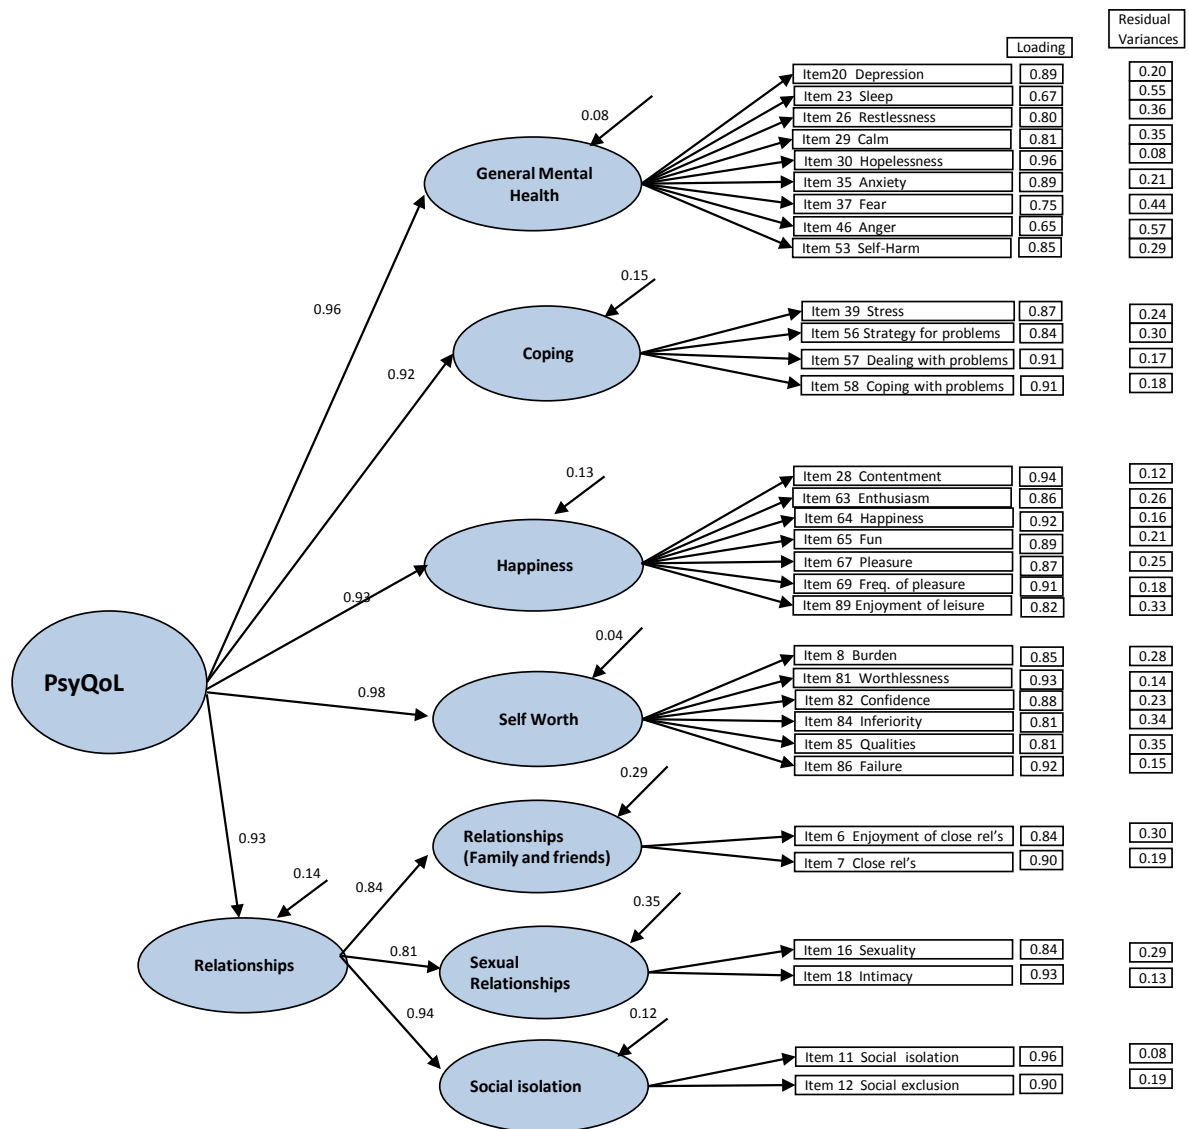 Residual
Variances
Loading
Item20 Depression 0.89 0.20
Item 23 Sleep 0.67 0.55
Item 26 Restlessness 0.80 0.36
Item 29 Calm 0.81 0.35
Item 30 Hopelessness 0.96 0.08
Item 35 Anxiety 0.89 0.21
Item 37 Fear 0.75 0.44
Item 46 Anger 0.65 0.57
Item 53 Self-Harm 0.85 0.29
0.08
General Mental
Health
0.96
0.15
Coping
0.92
Item 39 Stress 0.87 0.24
Item 56 Strategy for problems 0.84 0.30
Item 57 Dealing with problems 0.91 0.17
Item 58 Coping with problems 0.91 0.18
0.13
Happiness
0.93
Item 28 Contentment 0.94 0.12
Item 63 Enthusiasm 0.86 0.26
Item 64 Happiness 0.92 0.16
Item 65 Fun 0.89 0.21
Item 67 Pleasure 0.87 0.25
Item 69 Freq. of pleasure 0.91 0.18
Item 89 Enjoyment of leisure 0.82 0.33
PsyQoL
0.04
0.98
Self Worth
Item 8 Burden 0.85 0.28
Item 81 Worthlessness 0.93 0.14
Item 82 Confidence 0.88 0.23
Item 84 Inferiority 0.81 0.34
Item 85 Qualities 0.81 0.35
Item 86 Failure 0.92 0.15
0.29
Relationships
(Family and friends)
Item 6 Enjoyment of close rel's 0.84 0.30
Item 7 Close rel's 0.90 0.19
0.93
0.14
0.84
Relationships
0.81
0.35
Sexual
Relationships
Item 16 Sexuality 0.84 0.29
Item 18 Intimacy 0.93 0.13
0.94
0.12
Social isolation
Item 11 Social isolation 0.96 0.08
Item 12 Social exclusion 0.90 0.19